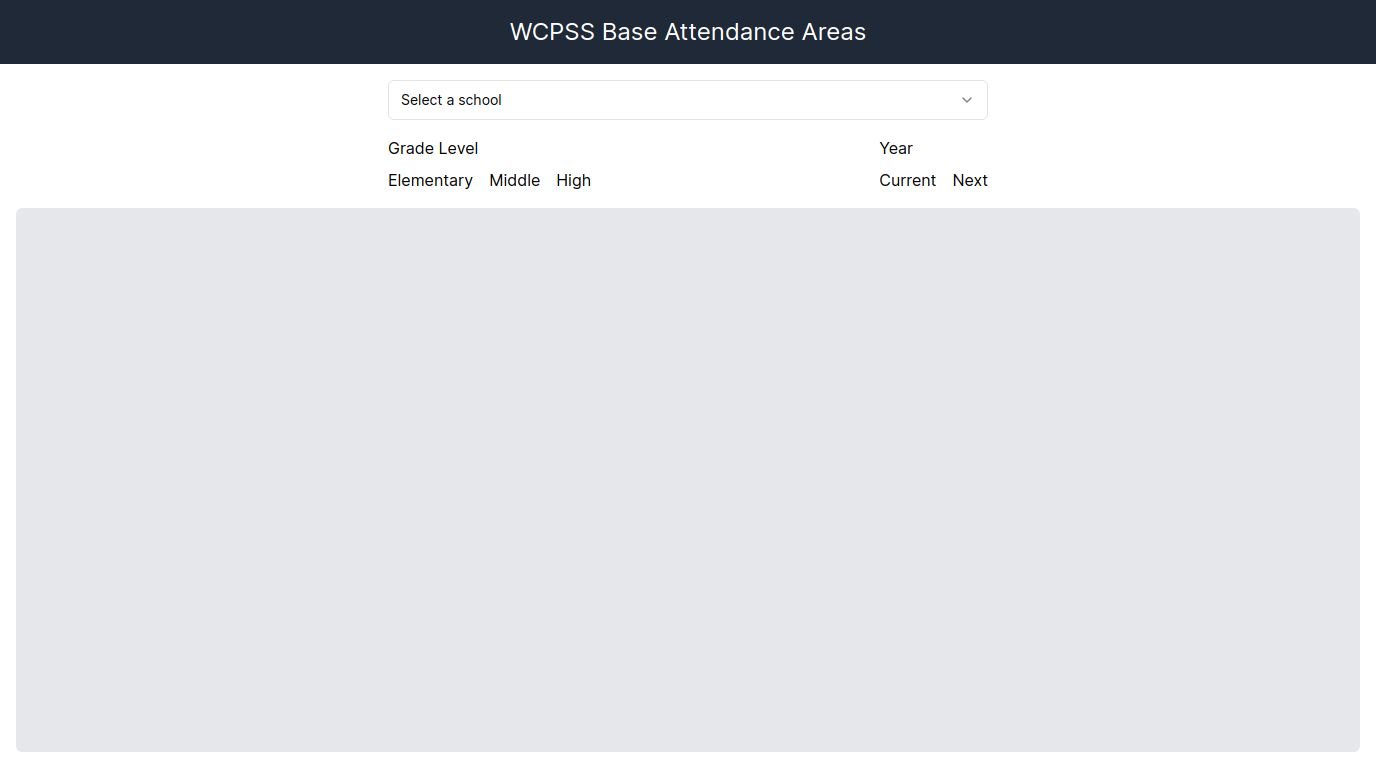 WCPSS Base Attendance Areas
Select a school
Grade Level
Elementary Middle High
Year
Current Next